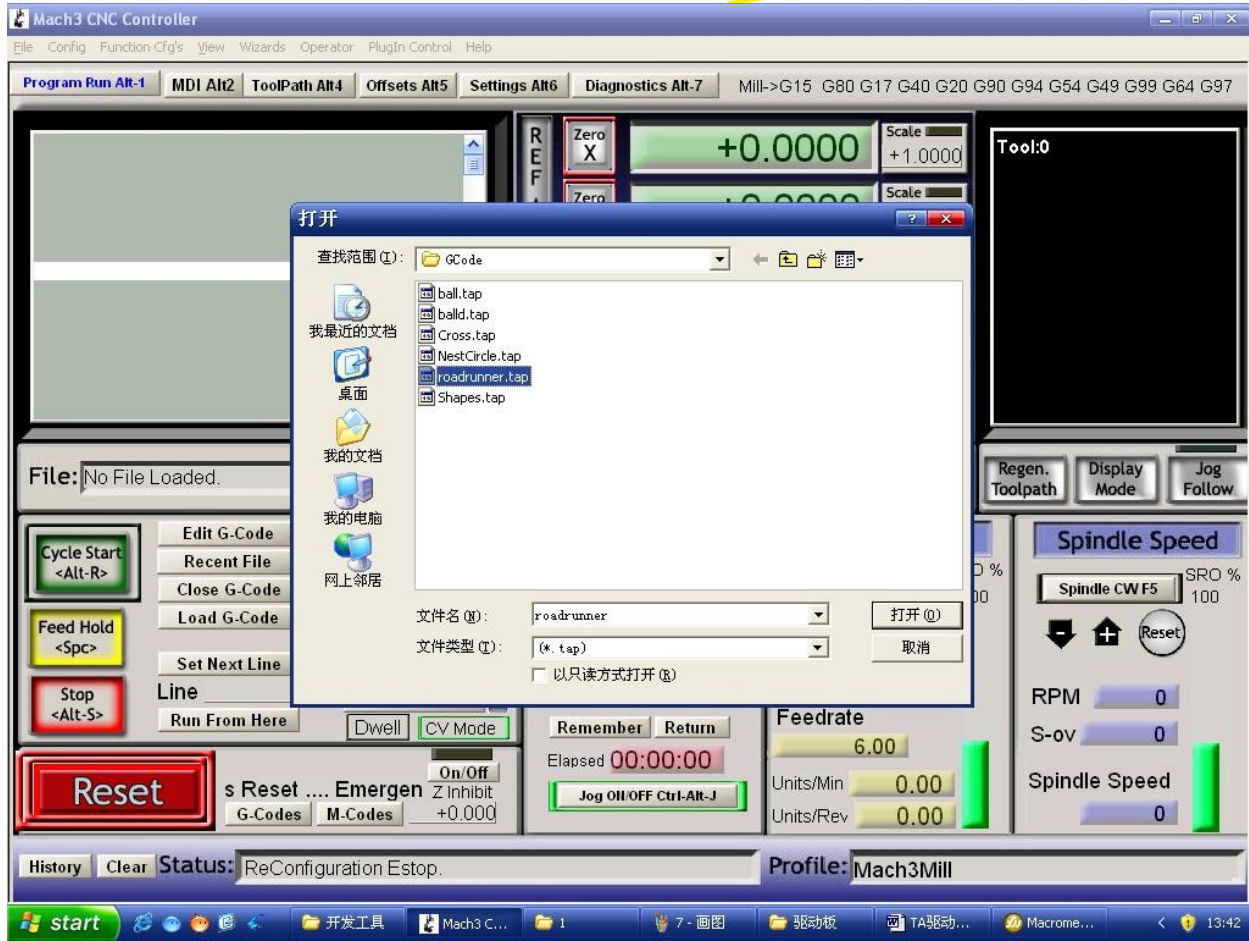 Mach3 CNC Controller
File Config Function Cfg's View Wizards Operator PlugIn Control Help
Program Run Alt-1 MDI Alt2 ToolPath Alt4 Offsets Alt5 Settings Alt6 Diagnostics Alt-7 Mill->G15 G80 G17 G40 G20 G90 G94 G54 G49 G99 G64 G97
REF
Zero X
+0.0000
Scale
+1.0000
Tool:0
Zero
Scale
打开
查找范围(I): GCode
ball.tap
balld.tap
Cross.tap
NestCircle.tap
roadrunner.tap
Shapes.tap
我最近的文档
桌面
我的文档
我的电脑
网上邻居
文件名(N): roadrunner 打开(O)
文件类型(T): (*.tap) 取消
以只读方式打开(R)
File: No File Loaded.
Regen. Toolpath
Display Mode
Jog Follow
Cycle Start
<Alt-R>
Feed Hold
<Spc>
Stop
<Alt-S>
Edit G-Code
Recent File
Close G-Code
Load G-Code
Set Next Line
Line
Run From Here
Dwell CV Mode
Remember Return
Elapsed 00:00:00
Jog ON/OFF Ctrl-Alt-J
Feedrate
6.00
Units/Min 0.00
Units/Rev 0.00
Spindle Speed
Spindle CW F5
SRO %
100
Reset
RPM 0
S-ov 0
Spindle Speed
0
Reset
s Reset .... Emergen
G-Codes M-Codes
On/Off
Z Inhibit
+0.000
History Clear Status: ReConfiguration Estop. Profile: Mach3Mill
start 开发工具 Mach3 C... 1 7 - 画图 驱动板 TA驱动... Macrome... 13:42